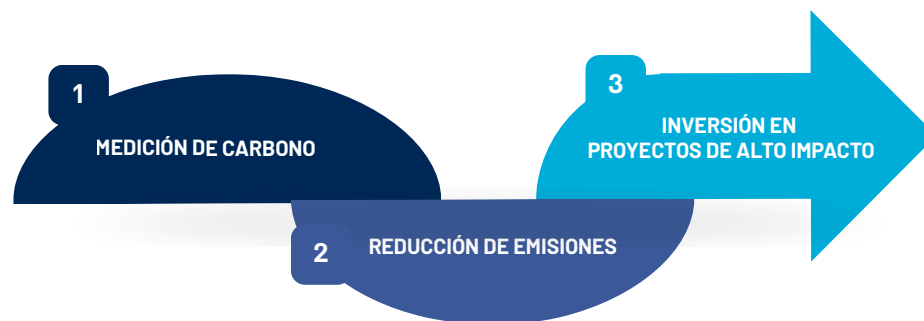 1
MEDICIÓN DE CARBONO
2
REDUCCIÓN DE EMISIONES
3
INVERSIÓN EN
PROYECTOS DE ALTO IMPACTO